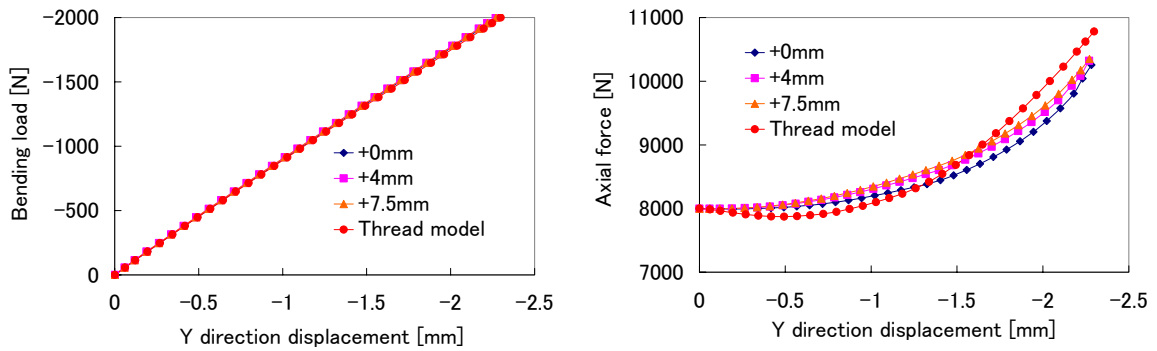 Bending load [N]
-2000
-1500
-1000
-500
0
0
-0.5
-1
-1.5
-2
-2.5
Y direction displacement [mm]
+0mm
+4mm
+7.5mm
Thread model
Axial force [N]
11000
10000
9000
8000
7000
0
-0.5
-1
-1.5
-2
-2.5
Y direction displacement [mm]
+0mm
+4mm
+7.5mm
Thread model